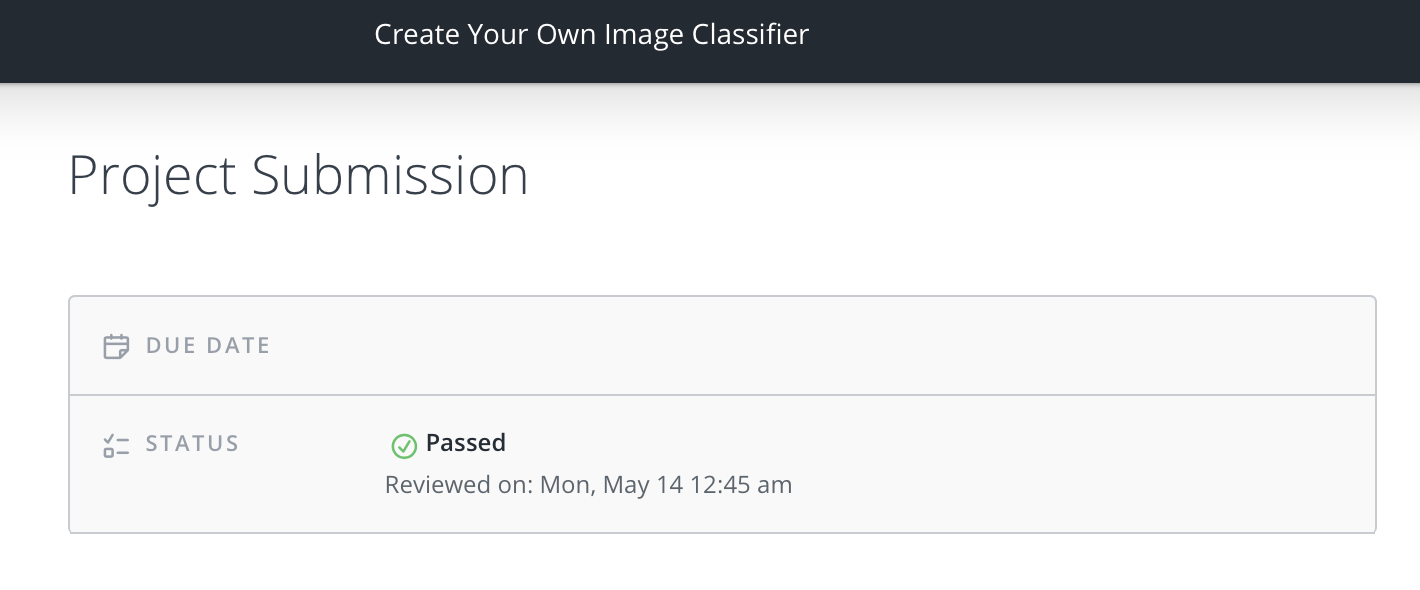 Create Your Own Image Classifier
Project Submission
DUE DATE
STATUS
Passed
Reviewed on: Mon, May 14 12:45 am